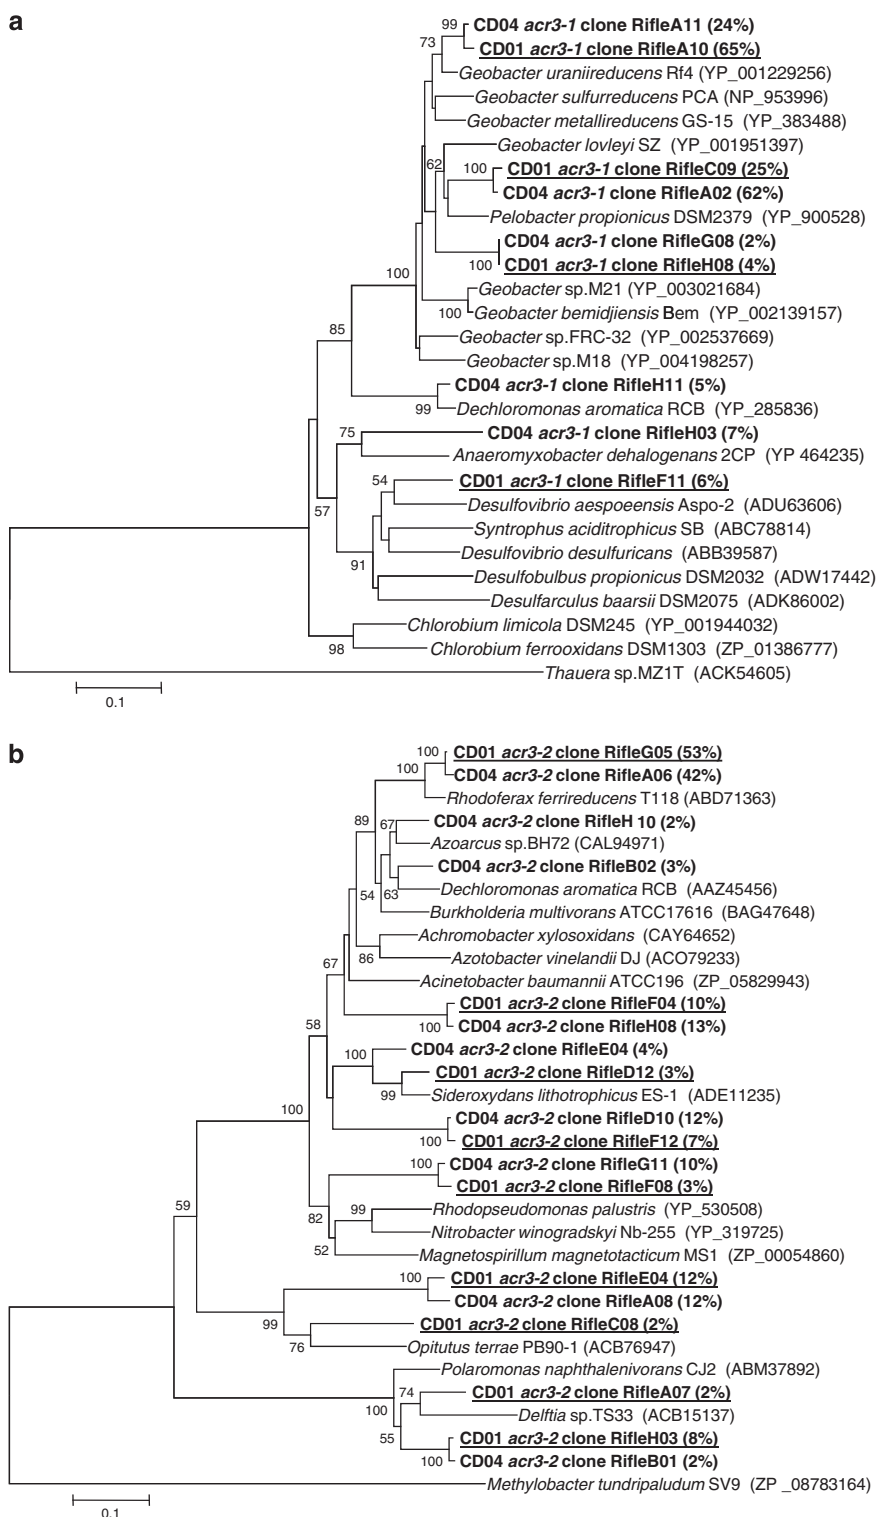 a
99 CD04 acr3-1 clone RifleA11 (24%)
73 CD01 acr3-1 clone RifleA10 (65%)
Geobacter uraniireducens Rf4 (YP_001229256)
Geobacter sulfurreducens PCA (NP_953996)
Geobacter metallireducens GS-15 (YP_383488)
Geobacter lovleyi SZ (YP_001951397)
62 100 CD01 acr3-1 clone RifleC09 (25%)
CD04 acr3-1 clone RifleA02 (62%)
Pelobacter propionicus DSM2379 (YP_900528)
CD04 acr3-1 clone RifleG08 (2%)
100 CD01 acr3-1 clone RifleH08 (4%)
100 Geobacter sp.M21 (YP_003021684)
100 Geobacter bemidjiensis Bem (YP_002139157)
85 Geobacter sp.FRC-32 (YP_002537669)
Geobacter sp.M18 (YP_004198257)
CD04 acr3-1 clone RifleH11 (5%)
99 Dechloromonas aromatica RCB (YP_285836)
75 CD04 acr3-1 clone RifleH03 (7%)
Anaeromyxobacter dehalogenans 2CP (YP 464235)
54 CD01 acr3-1 clone RifleF11 (6%)
57 Desulfovibrio aespoeensis Aspo-2 (ADU63606)
Syntrophus aciditrophicus SB (ABC78814)
91 Desulfovibrio desulfuricans (ABB39587)
Desulfobulbus propionicus DSM2032 (ADW17442)
Desulfarculus baarsii DSM2075 (ADK86002)
Chlorobium limicola DSM245 (YP_001944032)
98 Chlorobium ferrooxidans DSM1303 (ZP_01386777)
Thauera sp.MZ1T (ACK54605)
0.1
b
100 CD01 acr3-2 clone RifleG05 (53%)
100 CD04 acr3-2 clone RifleA06 (42%)
Rhodoferax ferrireducens T118 (ABD71363)
89 67 CD04 acr3-2 clone RifleH 10 (2%)
Azoarcus sp.BH72 (CAL94971)
CD04 acr3-2 clone RifleB02 (3%)
54 63 Dechloromonas aromatica RCB (AAZ45456)
Burkholderia multivorans ATCC17616 (BAG47648)
Achromobacter xylosoxidans (CAY64652)
86 Azotobacter vinelandii DJ (ACO79233)
67 Acinetobacter baumannii ATCC196 (ZP_05829943)
CD01 acr3-2 clone RifleF04 (10%)
58 100 CD04 acr3-2 clone RifleH08 (13%)
100 CD04 acr3-2 clone RifleE04 (4%)
CD01 acr3-2 clone RifleD12 (3%)
99 Sideroxydans lithotrophicus ES-1 (ADE11235)
100 CD04 acr3-2 clone RifleD10 (12%)
100 CD01 acr3-2 clone RifleF12 (7%)
100 CD04 acr3-2 clone RifleG11 (10%)
CD01 acr3-2 clone RifleF08 (3%)
59 82 99 Rhodopseudomonas palustris (YP_530508)
Nitrobacter winogradskyi Nb-255 (YP_319725)
52 Magnetospirillum magnetotacticum MS1 (ZP_00054860)
100 CD01 acr3-2 clone RifleE04 (12%)
CD04 acr3-2 clone RifleA08 (12%)
99 CD01 acr3-2 clone RifleC08 (2%)
76 Opitutus terrae PB90-1 (ACB76947)
Polaromonas naphthalenivorans CJ2 (ABM37892)
74 CD01 acr3-2 clone RifleA07 (2%)
100 Delftia sp.TS33 (ACB15137)
55 CD01 acr3-2 clone RifleH03 (8%)
100 CD04 acr3-2 clone RifleB01 (2%)
Methylobacter tundripaludum SV9 (ZP _08783164)
0.1